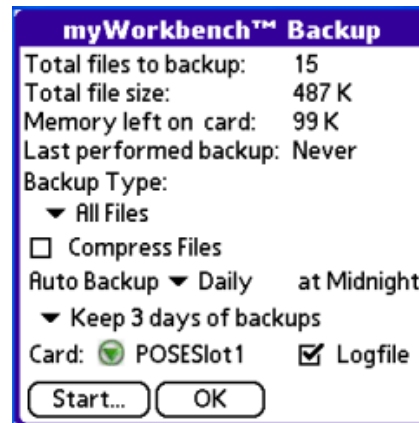 myWorkbench™ Backup
Total files to backup: 15
Total file size: 487 K
Memory left on card: 99 K
Last performed backup: Never
Backup Type:
All Files
Compress Files
Auto Backup Daily at Midnight
Keep 3 days of backups
Card: POSESlot1 Logfile
Start... OK